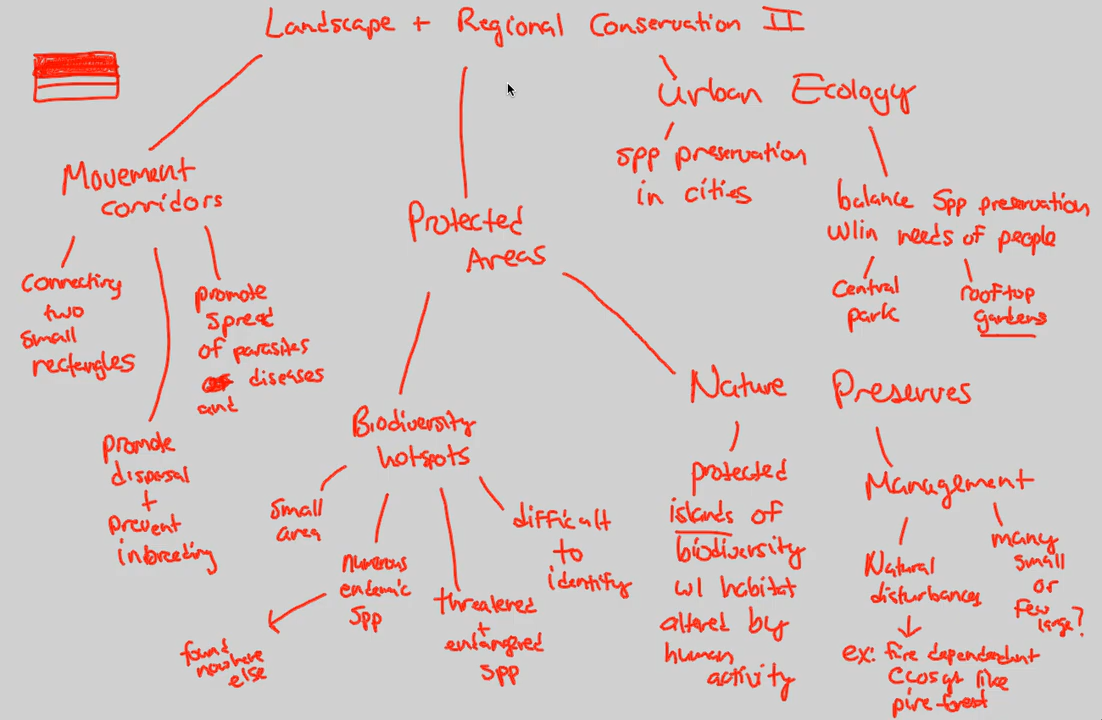 Landscape + Regional Conservation II
Movement
corridors
connecting
two
small
rectangles
promote
dispersal
+
prevent
inbreeding
promote
spread
of parasites
diseases
and
Protected
Areas
Biodiversity
hotspots
small
area
numerous
endemic
spp
found
nowhere
else
threatened
+
endangered
spp
difficult
to
identify
Nature Preserves
protected
islands of
biodiversity
w/ habitat
altered by
human
activity
Management
Natural
disturbances
ex: fire dependendant
ecosys like
pine forest
many
small
or
few
large?
Urban Ecology
spp preservation
in cities
balance spp preservation
w/in needs of people
Central
park
rooftop
gardens